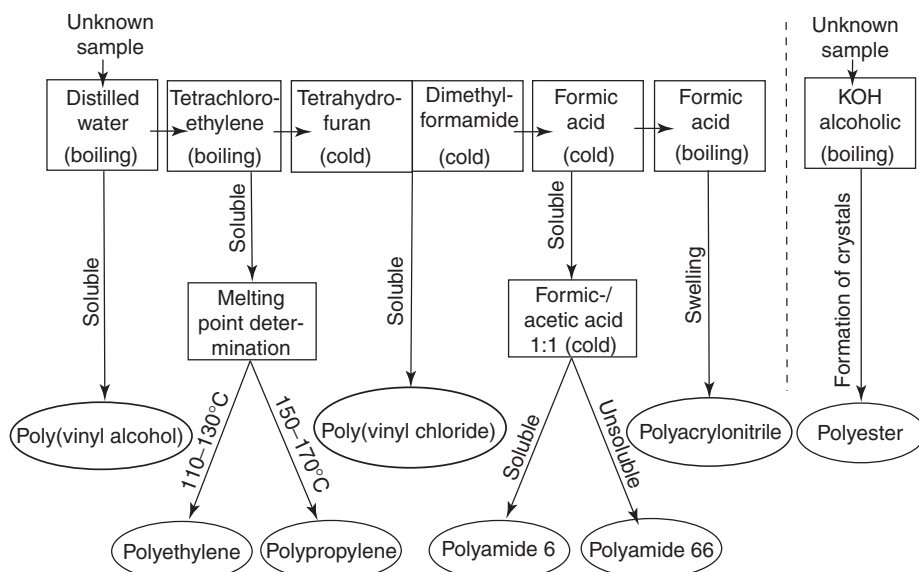 Unknown
sample
Unknown
sample
Distilled
water
(boiling)
Tetrachloro-
ethylene
(boiling)
Tetrahydro-
furan
(cold)
Dimethyl-
formamide
(cold)
Formic
acid
(cold)
Formic
acid
(boiling)
KOH
alcoholic
(boiling)
Soluble
Soluble
Soluble
Soluble
Swelling
Formation of crystals
Melting
point deter-
mination
Formic-/
acetic acid
1:1 (cold)
Poly(vinyl alcohol)
110–130°C
150–170°C
Poly(vinyl chloride)
Soluble
Unsoluble
Polyacrylonitrile
Polyester
Polyethylene
Polypropylene
Polyamide 6
Polyamide 66